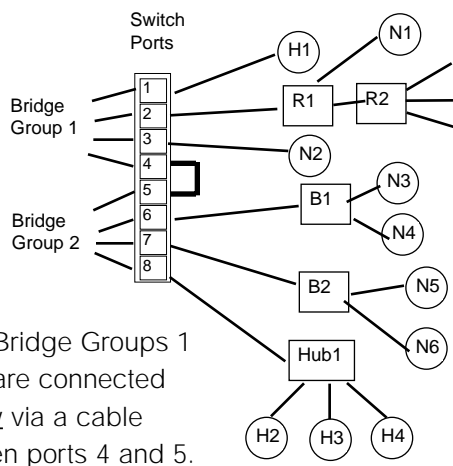 Switch
Ports
H1
N1
1
2
3
4
5
6
7
8
Bridge
Group 1
R1
R2
N2
N3
B1
N4
Bridge
Group 2
B2
N5
N6
Hub1
H2
H3
H4
Bridge Groups 1
are connected
via a cable
en ports 4 and 5.